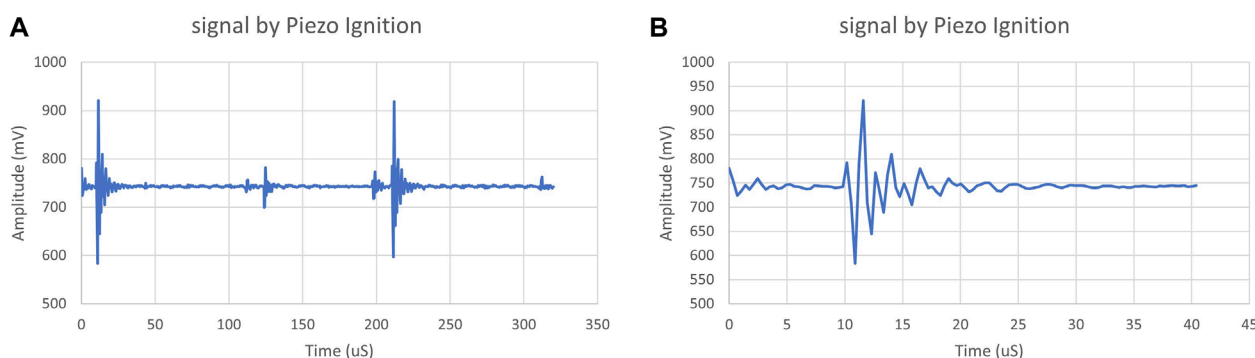 A
signal by Piezo Ignition
1000
900
800
700
600
500
Amplitude (mV)
0 50 100 150 200 250 300 350
Time (uS)
B
signal by Piezo Ignition
1000
950
900
850
800
750
700
650
600
550
500
Amplitude (mV)
0 5 10 15 20 25 30 35 40 45
Time (uS)